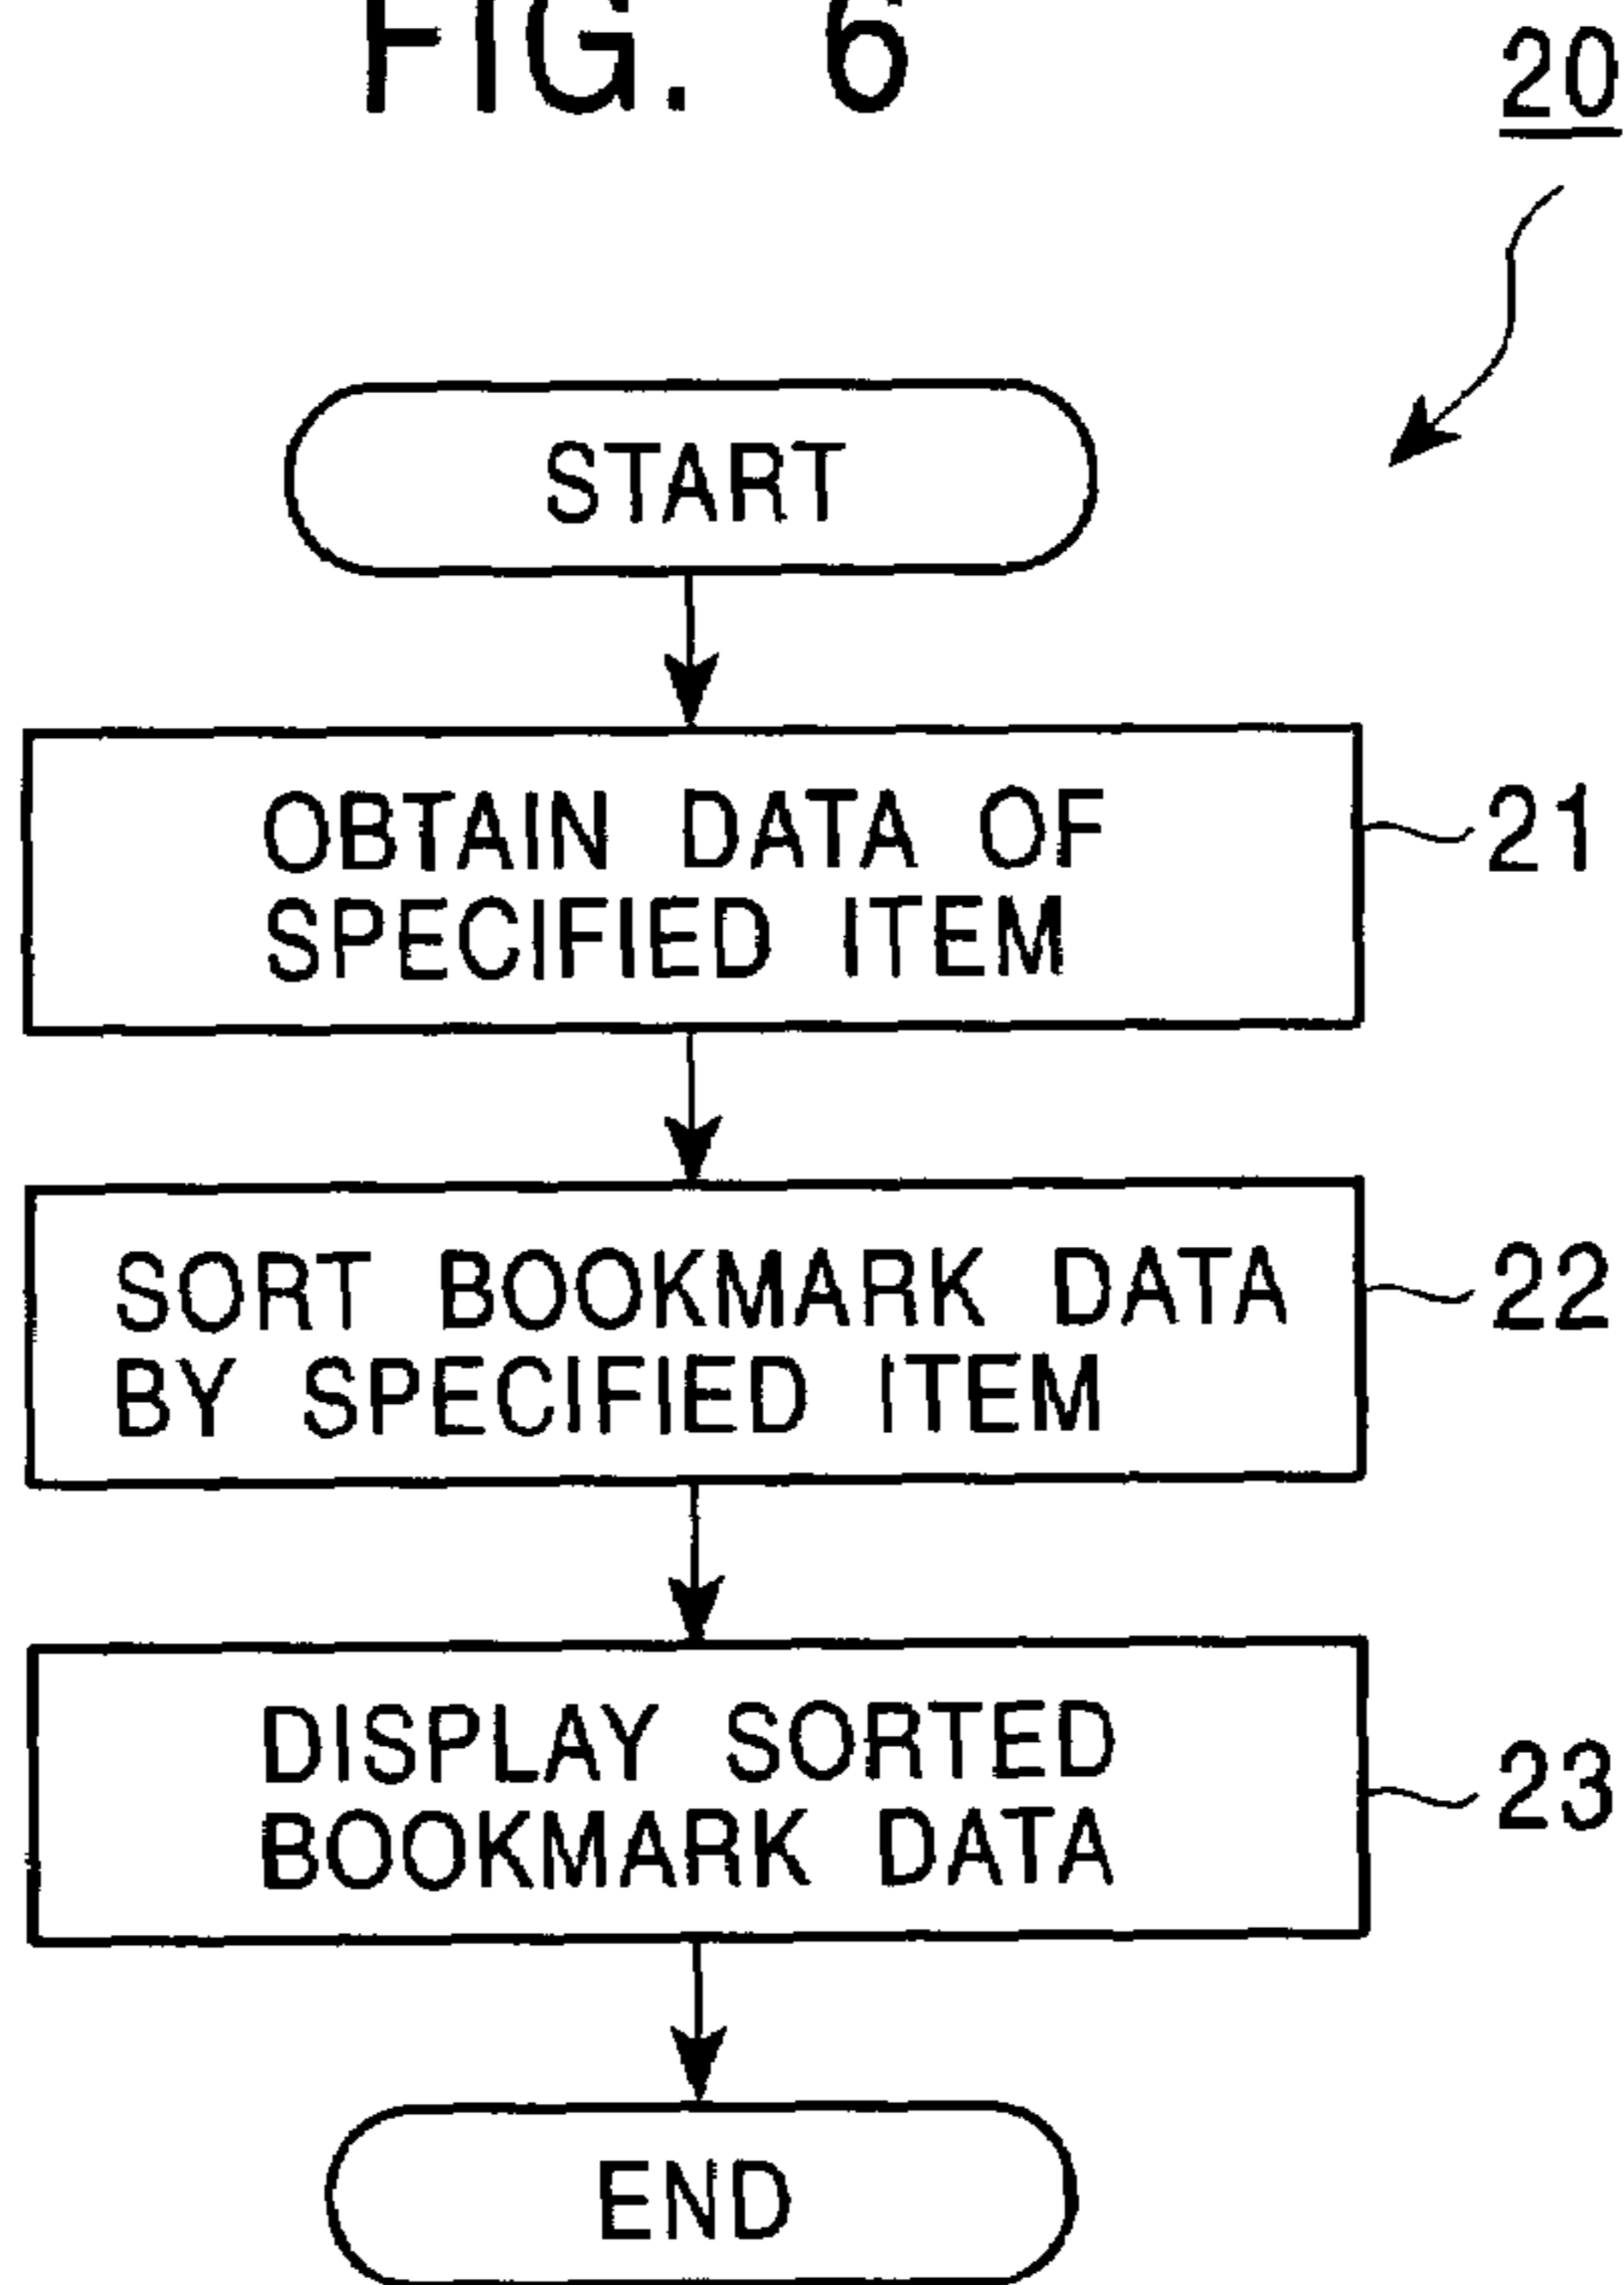 FIG. 6
20
START
OBTAIN DATA OF
SPECIFIED ITEM
21
SORT BOOKMARK DATA
BY SPECIFIED ITEM
22
DISPLAY SORTED
BOOKMARK DATA
23
END